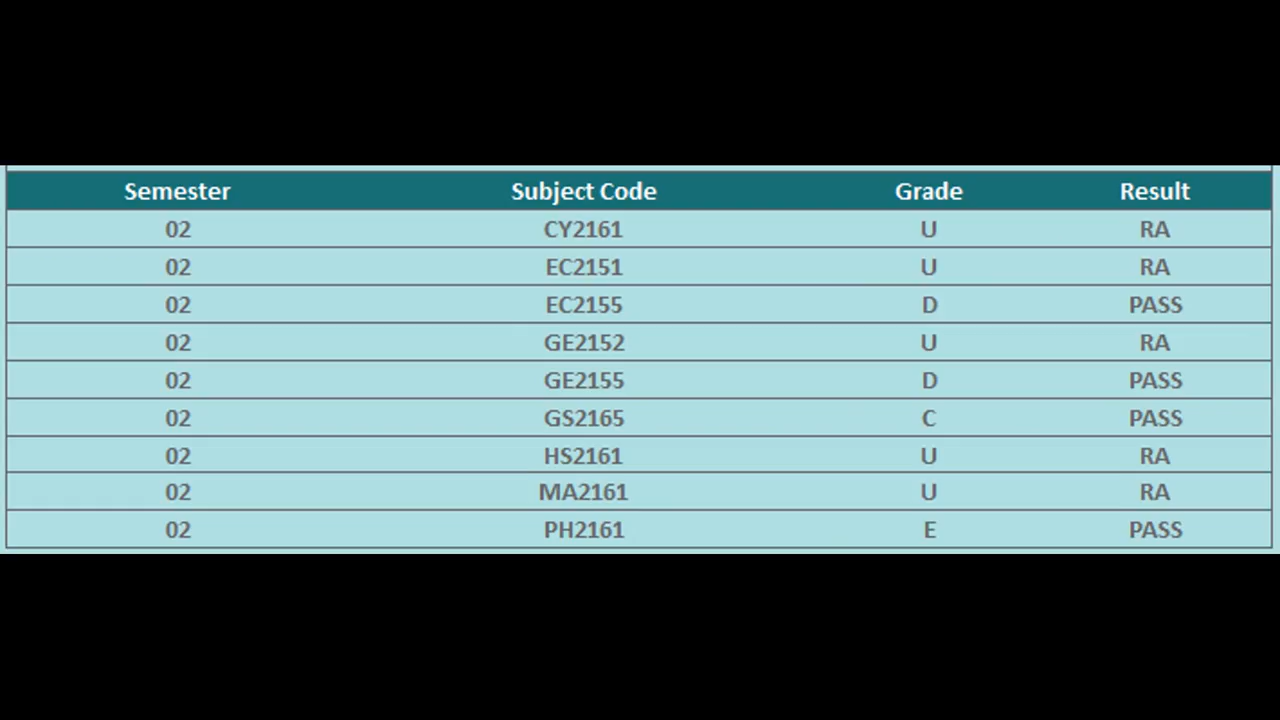 Semester Subject Code Grade Result
02 CY2161 U RA
02 EC2151 U RA
02 EC2155 D PASS
02 GE2152 U RA
02 GE2155 D PASS
02 GS2165 C PASS
02 HS2161 U RA
02 MA2161 U RA
02 PH2161 E PASS